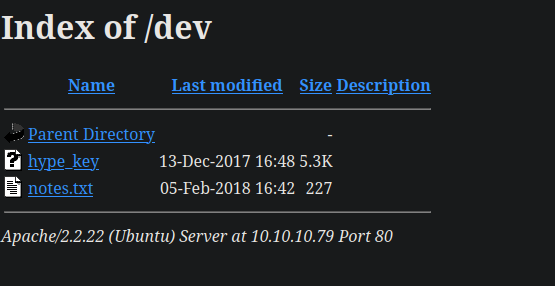 Index of /dev
Name Last modified Size Description
Parent Directory -
hype_key 13-Dec-2017 16:48 5.3K
notes.txt 05-Feb-2018 16:42 227
Apache/2.2.22 (Ubuntu) Server at 10.10.10.79 Port 80